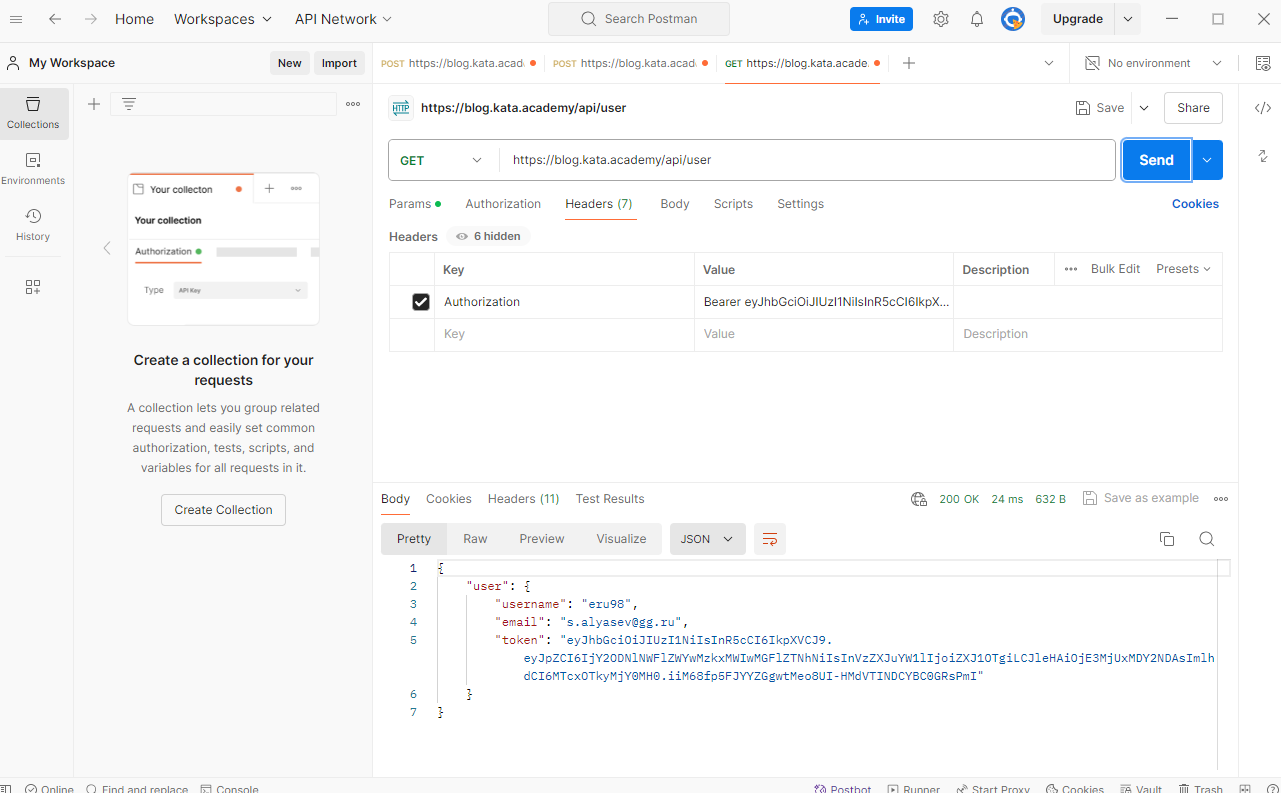 Home Workspaces API Network Search Postman Invite Upgrade
My Workspace New Import POST https://blog.kata.acade POST https://blog.kata.acade GET https://blog.kata.acade. No environment
Collections
Environments
History
Your collecton
Your collection
Authorization
Type API Key
Create a collection for your
requests
A collection lets you group related
requests and easily set common
authorization, tests, scripts, and
variables for all requests in it.
Create Collection
HTTP https://blog.kata.academy/api/user Save Share
GET https://blog.kata.academy/api/user Send
Params Authorization Headers (7) Body Scripts Settings Cookies
Headers 6 hidden
Key Value Description Bulk Edit Presets
Authorization Bearer eyJhbGciOiJIUzI1NiIsInR5cCI6IkpX...
Key Value Description
Body Cookies Headers (11) Test Results 200 OK 24 ms 632 B Save as example
Pretty Raw Preview Visualize JSON
1 {
2 "user": {
3 "username": "eru98",
4 "email": "s.alyasev@gg.ru",
5 "token": "eyJhbGciOiJIUzI1NiIsInR5cCI6IkpXVCJ9.
eyJpZCI6IjY2ODNlNWFlZWYwMzkxMWIwMGFlZTNhNiIsInVzZXJuYW1lIjoiZXJ1OTgiLCJleHAiOjE3MjUxMDY2NDAsImlh
dCI6MTcxOTkyMjY0MH0.iiM68fp5FJYYZGgwtMeo8UI-HMdVTINDCYBC0GRsPmI"
6 }
7 }
Online Find and replace Console Postbot Runner Start Proxy Cookies Vault Trash